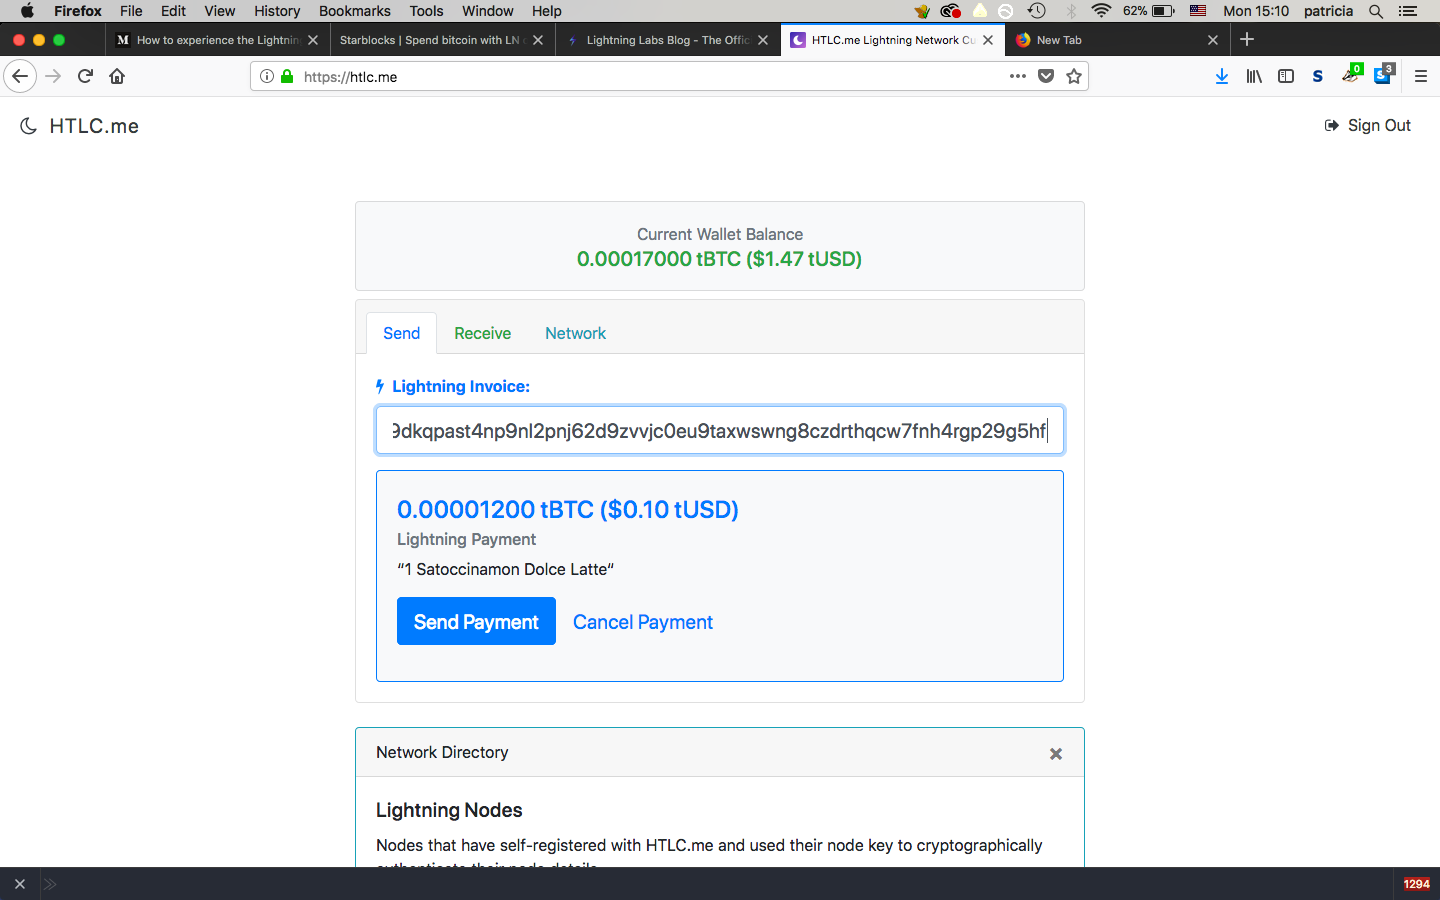 Firefox File Edit View History Bookmarks Tools Window Help 62% Mon 15:10 patricia
M How to experience the Lightnin
Starblocks | Spend bitcoin with LN
Lightning Labs Blog - The Offic
HTLC.me Lightning Network Cu
New Tab
https://htlc.me
S 0 S 3
HTLC.me
Sign Out
Current Wallet Balance
0.00017000 tBTC ($1.47 tUSD)
Send Receive Network
Lightning Invoice:
9dkqpast4np9nl2pnj62d9zvvjc0eu9taxwswng8czdrthqcw7fnh4rgp29g5hf
0.00001200 tBTC ($0.10 tUSD)
Lightning Payment
“1 Satoccinamon Dolce Latte“
Send Payment Cancel Payment
Network Directory
Lightning Nodes
Nodes that have self-registered with HTLC.me and used their node key to cryptographically
authenticate their node details
1294